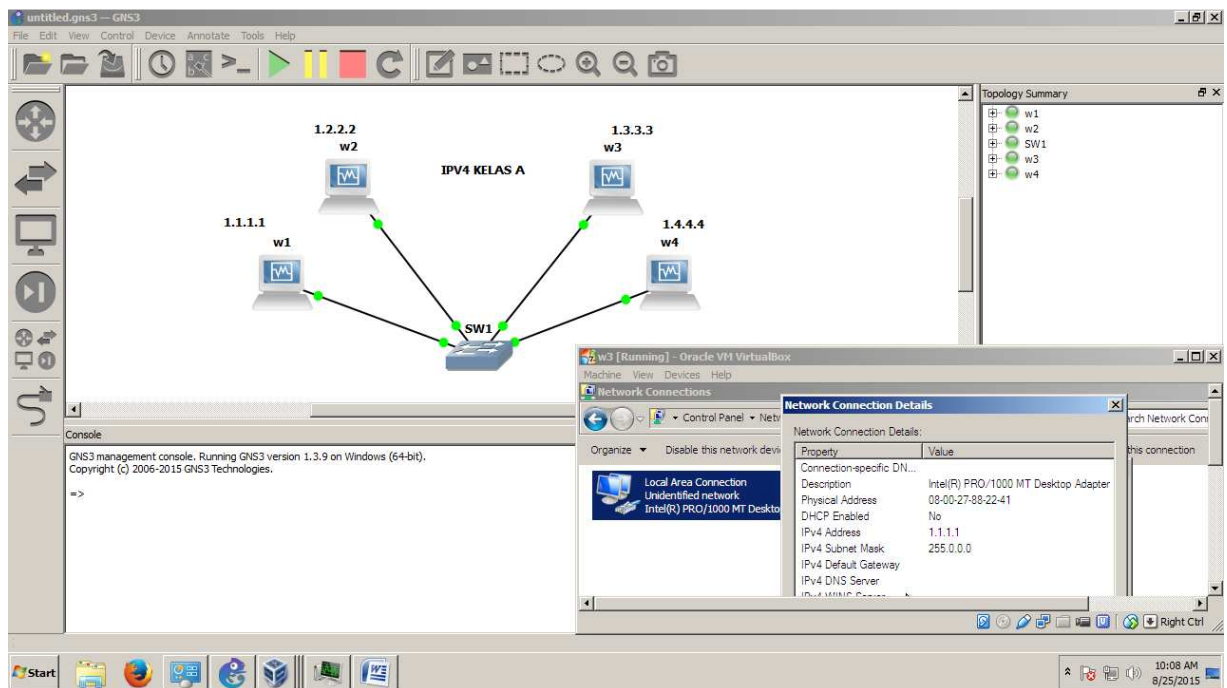 untitled.gns3 — GNS3
File Edit View Control Device Annotate Tools Help
1.2.2.2
w2
1.3.3.3
w3
IPV4 KELAS A
1.1.1.1
w1
1.4.4.4
w4
SW1
Topology Summary
w1
w2
SW1
w3
w4
Console
GNS3 management console. Running GNS3 version 1.3.9 on Windows (64-bit).
Copyright (c) 2006-2015 GNS3 Technologies.
=>
w3 [Running] - Oracle VM VirtualBox
Machine View Devices Help
Network Connections
Control Panel Netw
arch Network Con
Organize Disable this network devi
this connection
Local Area Connection
Unidentified network
Intel(R) PRO/1000 MT Deskto
Network Connection Details
Network Connection Details:
Property Value
Connection-specific DN...
Description Intel(R) PRO/1000 MT Desktop Adapter
Physical Address 08-00-27-88-22-41
DHCP Enabled No
IPv4 Address 1.1.1.1
IPv4 Subnet Mask 255.0.0.0
IPv4 Default Gateway
IPv4 DNS Server
IPv4 WINS Server
Right Ctrl
Start
10:08 AM
8/25/2015